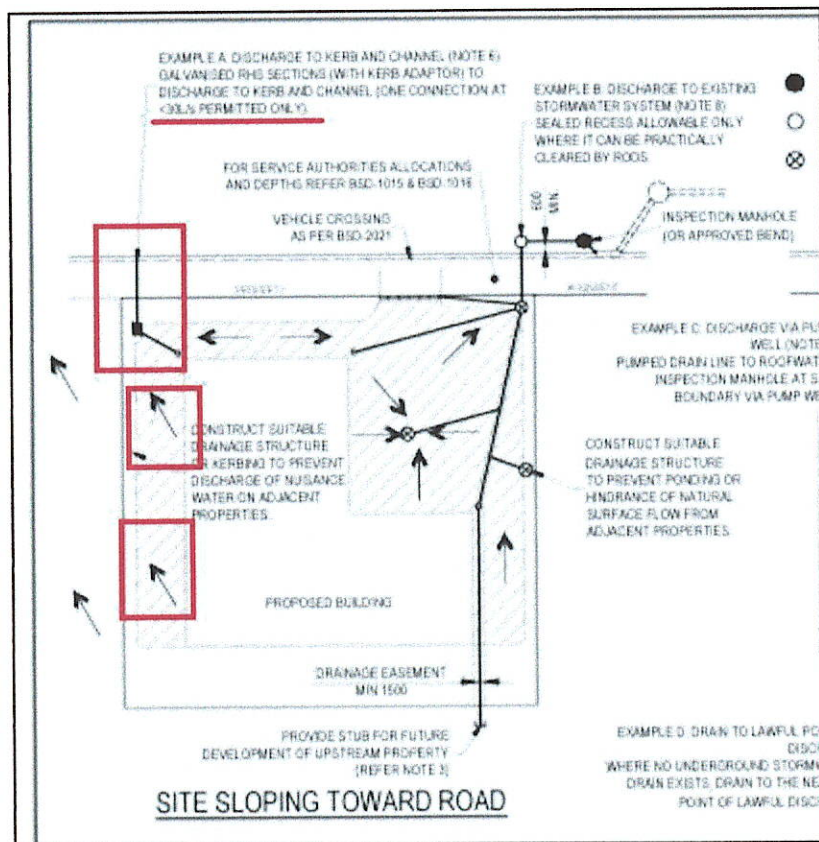 EXAMPLE A: DISCHARGE TO KERB AND CHANNEL (NOTE 6)
GALVANISED RHS SECTIONS (WITH KERB ADAPTOR) TO
DISCHARGE TO KERB AND CHANNEL (ONE CONNECTION AT
<30L/s PERMITTED ONLY).
EXAMPLE B: DISCHARGE TO EXISTING
STORMWATER SYSTEM (NOTE 8)
SEALED RECESS ALLOWABLE ONLY
WHERE IT CAN BE PRACTICALLY
CLEARED BY RODS.
FOR SERVICE AUTHORITIES ALLOCATIONS
AND DEPTHS REFER BSD-1015 & BSD-1016
600
MIN.
VEHICLE CROSSING
AS PER BSD-2021
INSPECTION MANHOLE
(OR APPROVED BEND)
PROPERTY
EXAMPLE C: DISCHARGE VIA PU
WELL (NOTE
PUMPED DRAIN LINE TO ROOFWAT
INSPECTION MANHOLE AT S
BOUNDARY VIA PUMP WE
CONSTRUCT SUITABLE
DRAINAGE STRUCTURE
OR KERBING TO PREVENT
DISCHARGE OF NUISANCE
WATER ON ADJACENT
PROPERTIES.
CONSTRUCT SUITABLE
DRAINAGE STRUCTURE
TO PREVENT PONDING OR
HINDRANCE OF NATURAL
SURFACE FLOW FROM
ADJACENT PROPERTIES.
PROPOSED BUILDING
DRAINAGE EASEMENT
MIN 1500
PROVIDE STUB FOR FUTURE
DEVELOPMENT OF UPSTREAM PROPERTY
(REFER NOTE 3)
EXAMPLE D: DRAIN TO LAWFUL PO
DISC
WHERE NO UNDERGROUND STORMW
DRAIN EXISTS, DRAIN TO THE NE
POINT OF LAWFUL DISC
SITE SLOPING TOWARD ROAD